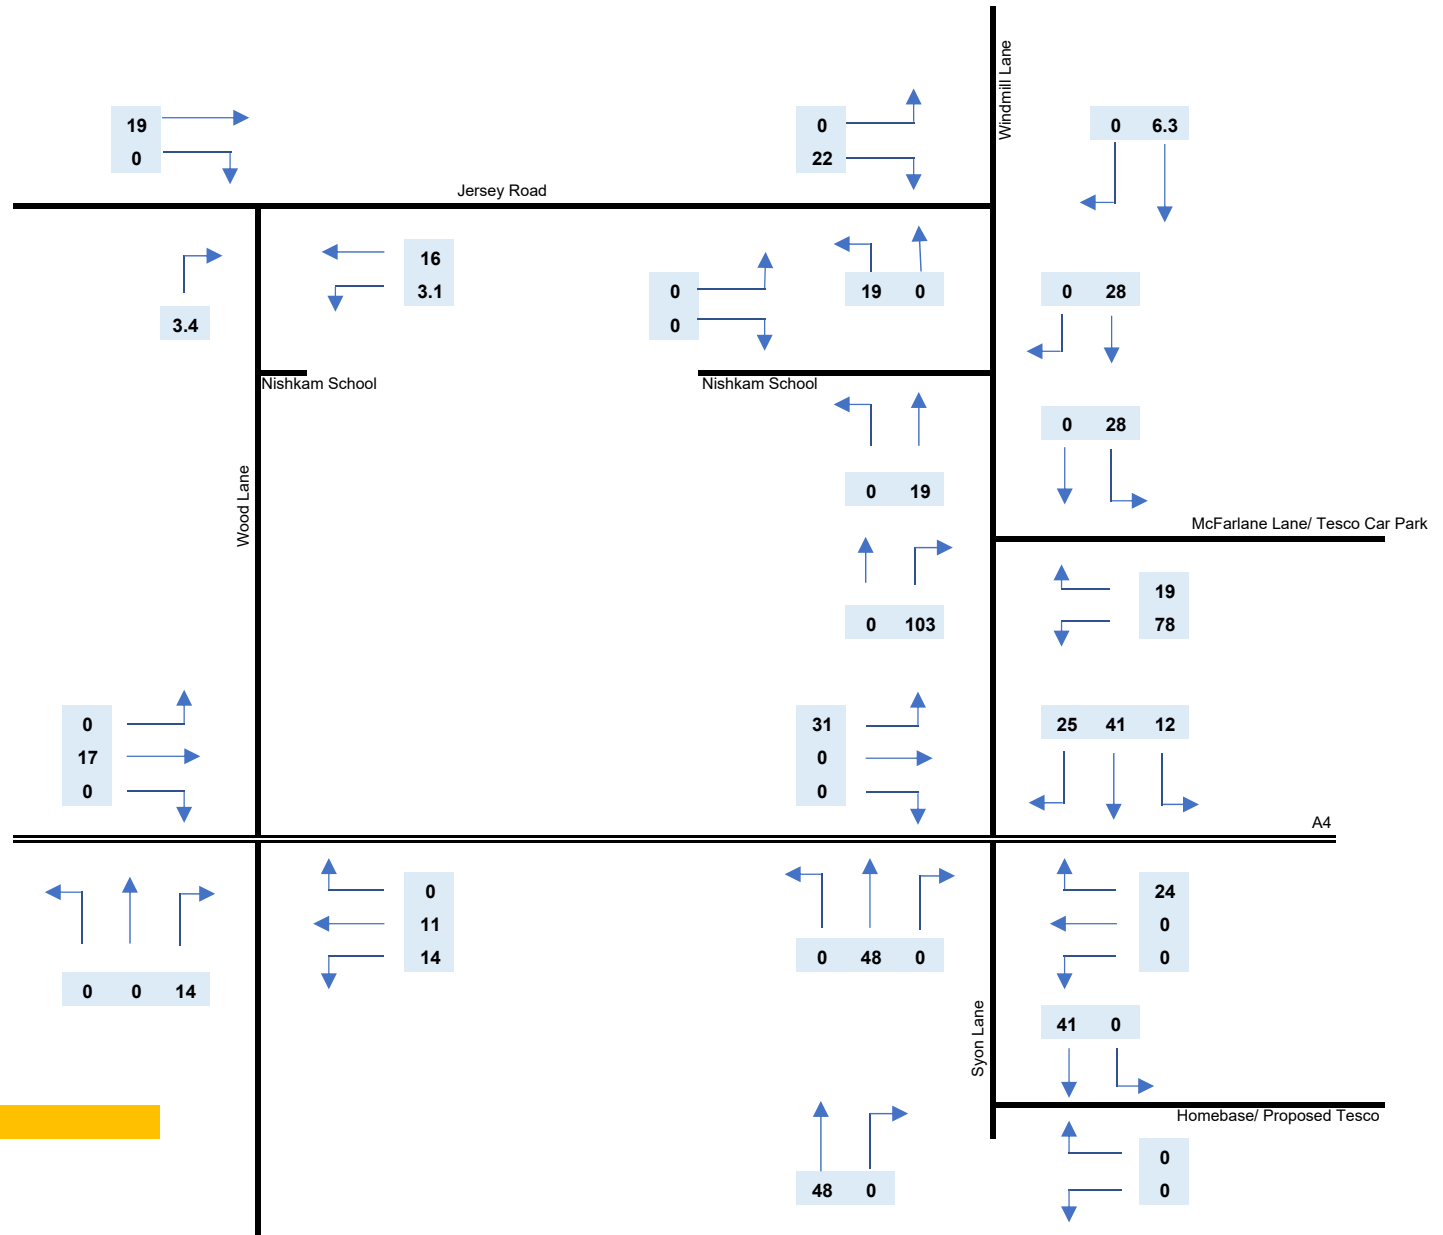 Windmill Lane
19
0
0
22
0 6.3
Jersey Road
16
3.1
3.4
0
0
19 0
0 28
Nishkam School
Nishkam School
0 28
Wood Lane
0 19
McFarlane Lane/ Tesco Car Park
0 103
19
78
0
17
0
31
0
0
25 41 12
A4
0
11
14
0 0 14
0 48 0
24
0
0
Syon Lane
41 0
Homebase/ Proposed Tesco
48 0
0
0